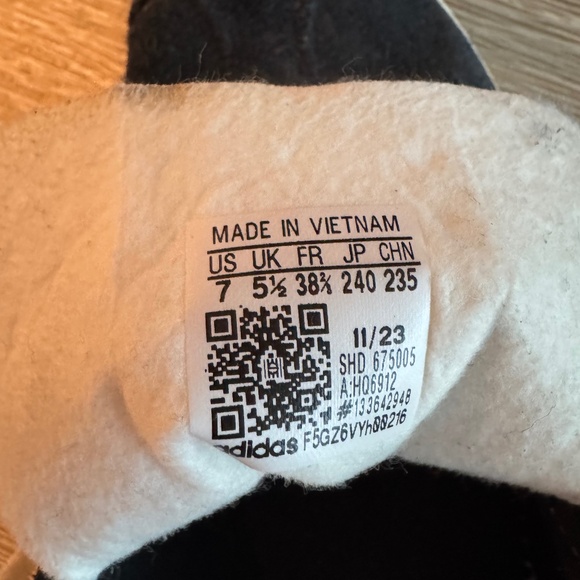 MADE IN VIETNAM
US UK FR JP CHN
7 5½ 38⅔ 240 235
11/23
SHD 675005
A:HQ6912
#133642948
adidas F5GZ6VYh00216